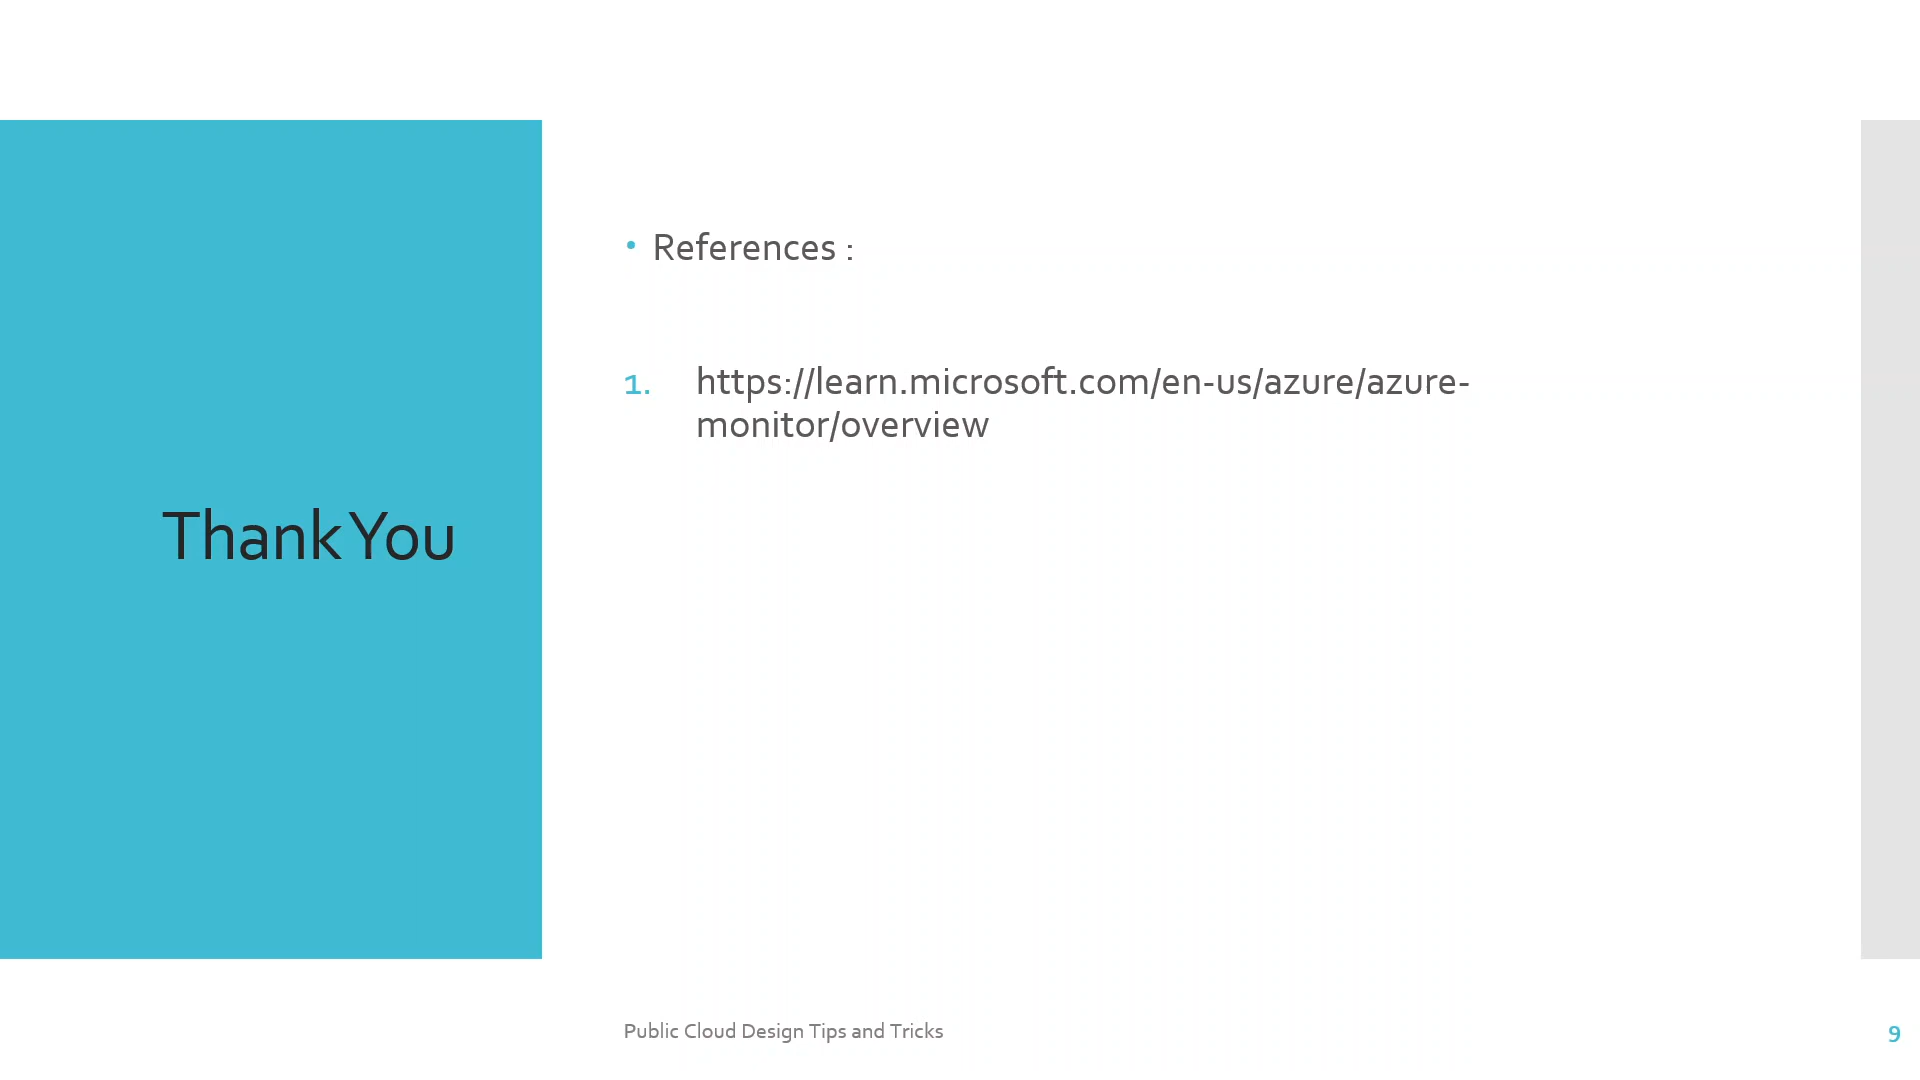 Thank You
• References :
1. https://learn.microsoft.com/en-us/azure/azure-
monitor/overview
Public Cloud Design Tips and Tricks
9